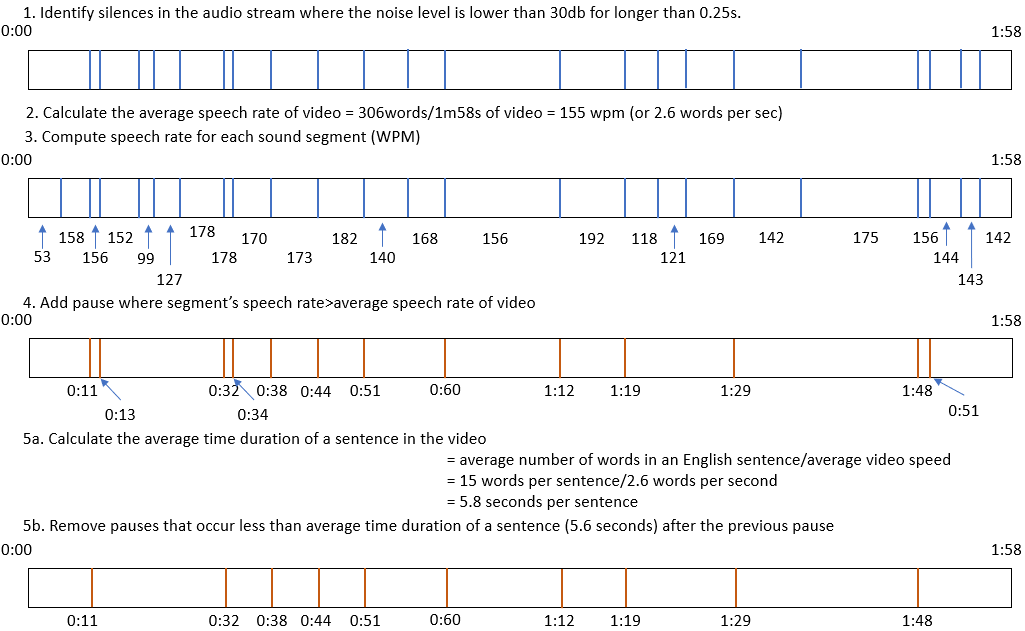 1. Identify silences in the audio stream where the noise level is lower than 30db for longer than 0.25s.
0:00 1:58
2. Calculate the average speech rate of video = 306words/1m58s of video = 155 wpm (or 2.6 words per sec)
3. Compute speech rate for each sound segment (WPM)
0:00 1:58
53 158 156 152 99 127 178 178 170 173 182 140 168 156 192 118 121 169 142 175 156 144 143 142
4. Add pause where segment's speech rate>average speech rate of video
0:00 1:58
0:11 0:32 0:38 0:44 0:51 0:60 1:12 1:19 1:29 1:48
0:13 0:34 0:51
5a. Calculate the average time duration of a sentence in the video
= average number of words in an English sentence/average video speed
= 15 words per sentence/2.6 words per second
= 5.8 seconds per sentence
5b. Remove pauses that occur less than average time duration of a sentence (5.6 seconds) after the previous pause
0:00 1:58
0:11 0:32 0:38 0:44 0:51 0:60 1:12 1:19 1:29 1:48